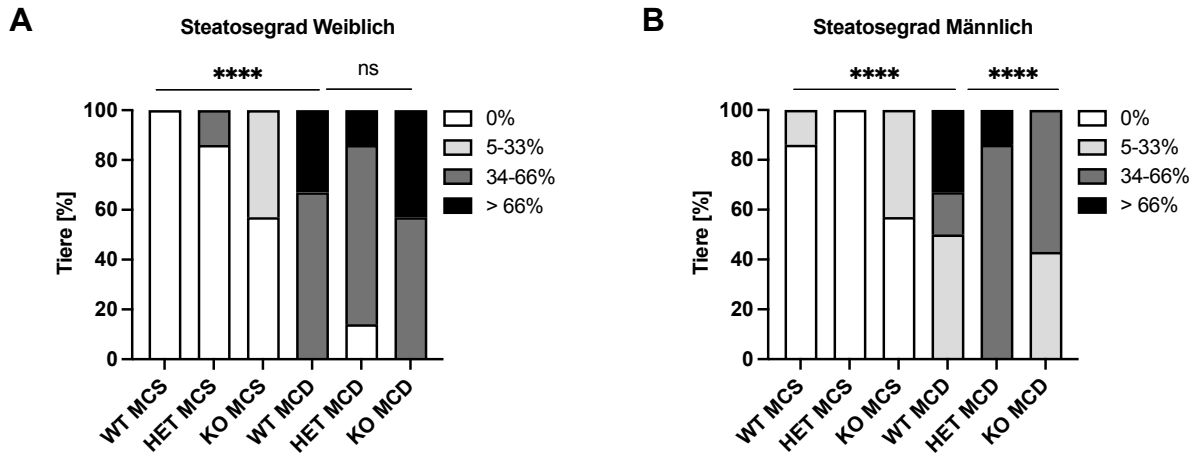 A
Steatosegrad Weiblich
**** ns
Tiere [%]
100
80
60
40
20
0
WT MCS
HET MCS
KO MCS
WT MCD
HET MCD
KO MCD
0%
5-33%
34-66%
> 66%
B
Steatosegrad Männlich
**** ****
Tiere [%]
100
80
60
40
20
0
WT MCS
HET MCS
KO MCS
WT MCD
HET MCD
KO MCD
0%
5-33%
34-66%
> 66%